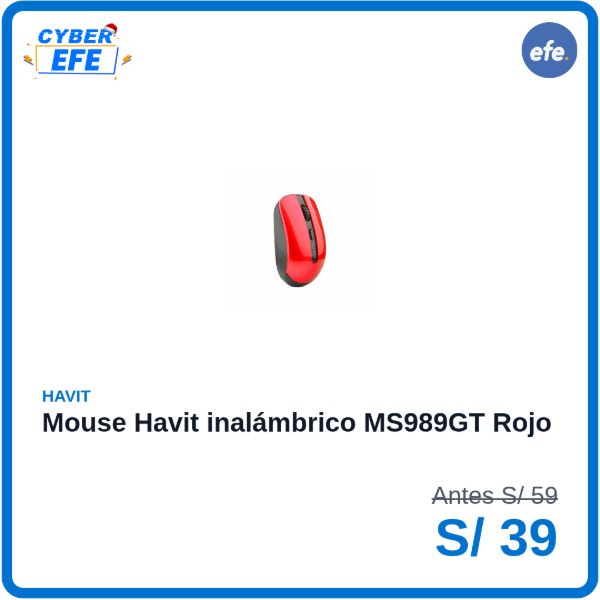 CYBER
EFE
efe.
HAVIT
Mouse Havit inalámbrico MS989GT Rojo
Antes S/ 59
S/ 39